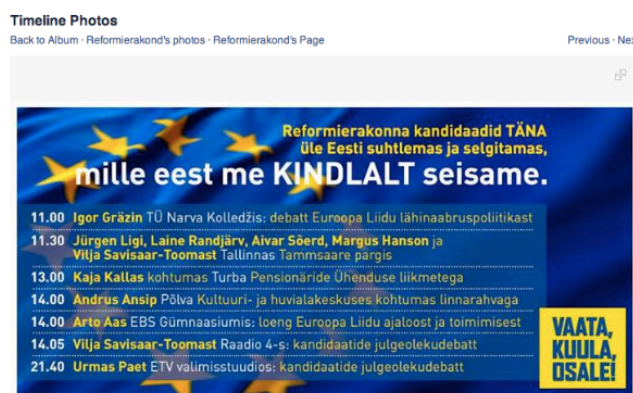 Timeline Photos
Back to Album · Reformierakond's photos · Reformierakond's Page
Previous · Nex
Reformierakonna kandidaadid TÄNA
üle Eesti suhtlemas ja selgitamas,
mille eest me KINDLALT seisame.
11.00 Igor Gräzin TÜ Narva Kolledžis: debatt Euroopa Liidu lähinaabruspoliitikast
11.30 Jürgen Ligi, Laine Randjärv, Aivar Sõerd, Margus Hanson ja
Vilja Savisaar-Toomast Tallinnas Tammsaare pargis
13.00 Kaja Kallas kohtumas Turba Pensionäride Ühenduse liikmetega
14.00 Andrus Ansip Põlva Kultuuri- ja huvialakeskuses kohtumas linnarahvaga
14.00 Arto Aas EBS Gümnaasiumis: loeng Euroopa Liidu ajaloost ja toimimisest
14.05 Vilja Savisaar-Toomast Raadio 4-s: kandidaatide julgeolekudebatt
21.40 Urmas Paet ETV valimisstuudios: kandidaatide julgeolekudebatt
VAATA,
KUULA,
OSALE!